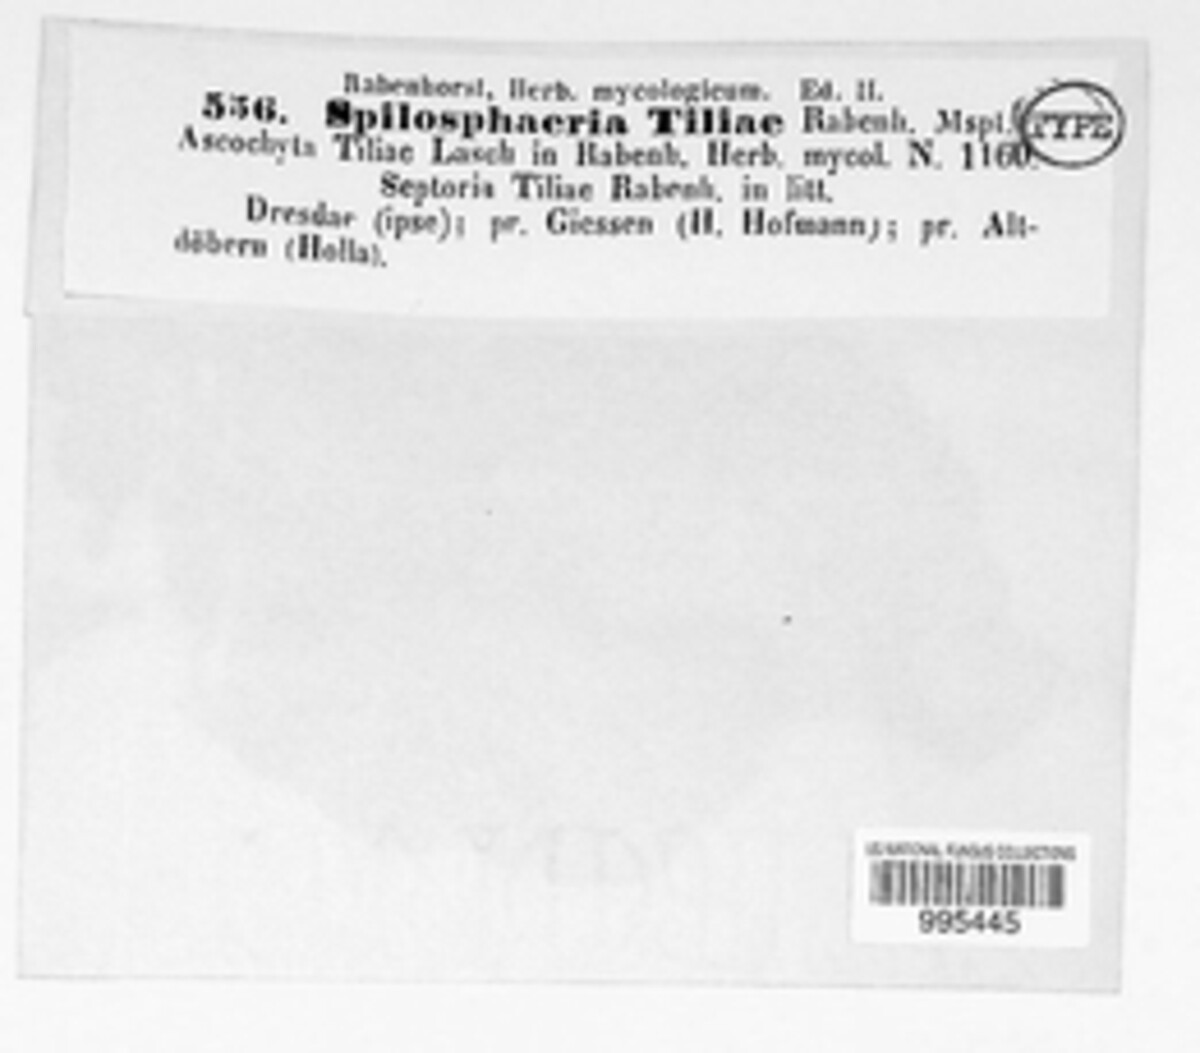 Rabenhorst, Herb. mycologicum. Ed. II.
556. Spilosphaeria Tiliae Rabenh. Mspt.
TYPE
Ascochyta Tiliae Lasch in Rabenh. Herb. mycol. N. 1160.
Septoria Tiliae Rabenh. in litt.
Dresdae (ipse); pr. Giessen (H. Hofmann); pr. Alt-
döbern (Holla).
US NATIONAL FUNGUS COLLECTIONS
995445